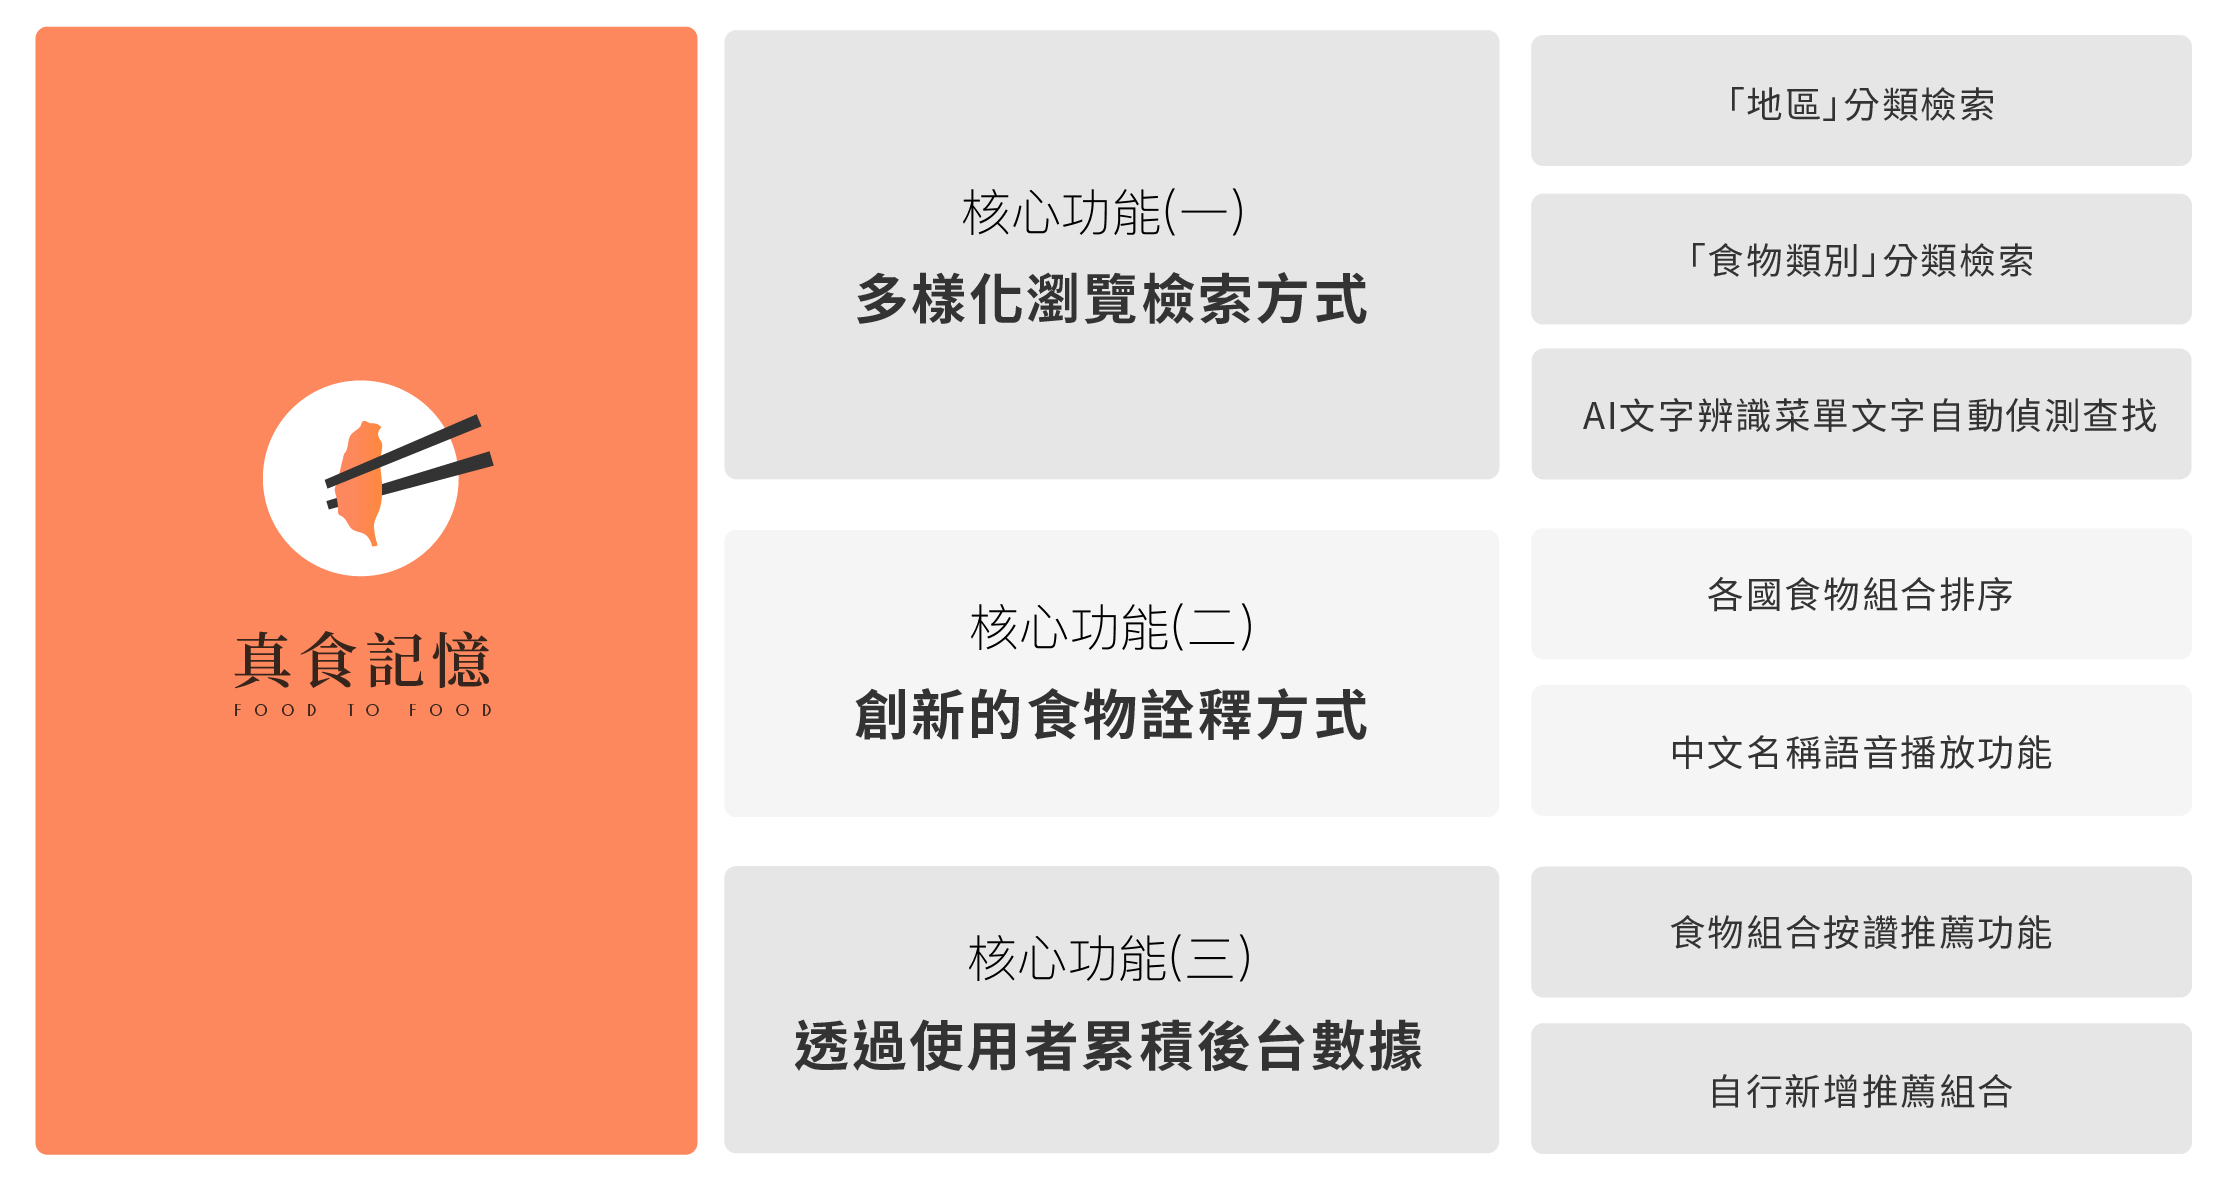 真食記憶
FOOD TO FOOD
核心功能(一)
多樣化瀏覽檢索方式
「地區」分類檢索
「食物類別」分類檢索
AI文字辨識菜單文字自動偵測查找
核心功能(二)
創新的食物詮釋方式
各國食物組合排序
中文名稱語音播放功能
核心功能(三)
透過使用者累積後台數據
食物組合按讚推薦功能
自行新增推薦組合